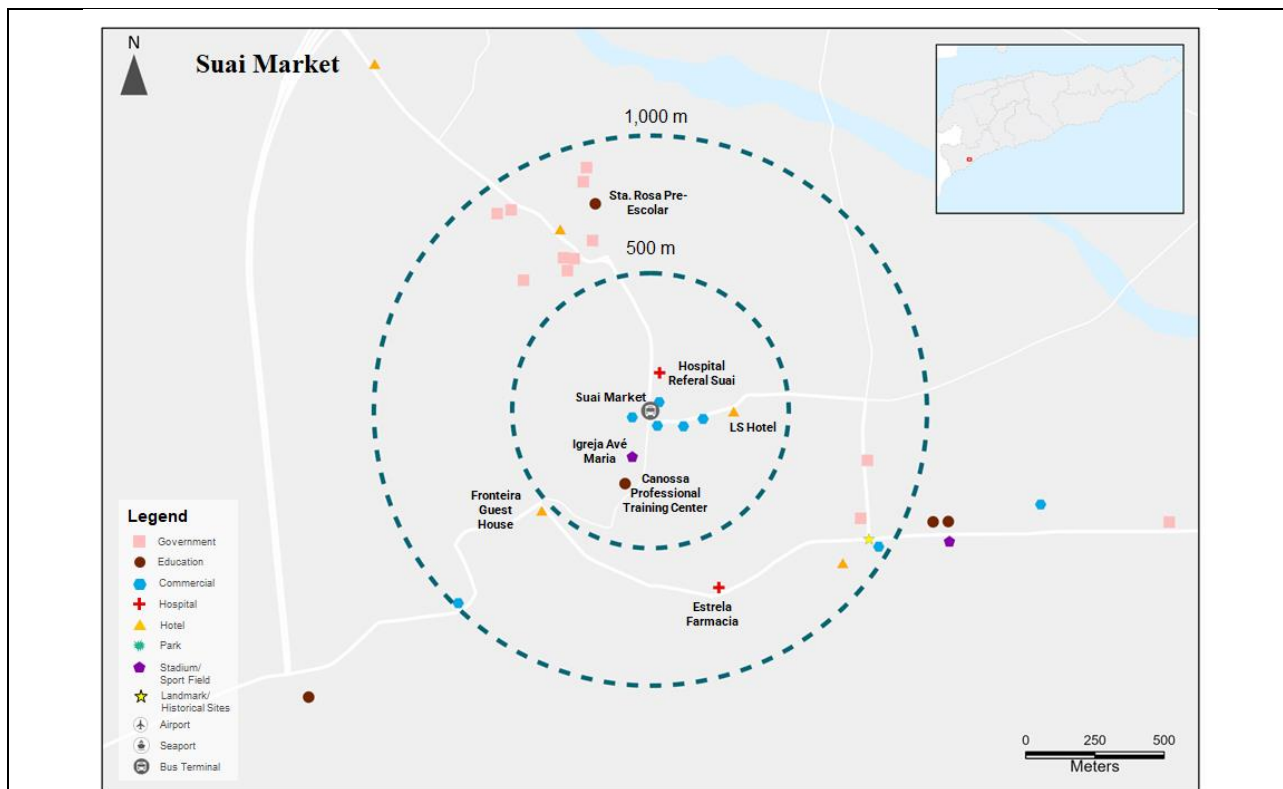 N
Suai Market
1,000 m
Sta. Rosa Pre-
Escolar
500 m
Hospital
Referal Suai
Suai Market
LS Hotel
Igreja Avé
Maria
Canossa
Professional
Training Center
Fronteira
Guest
House
Estrela
Farmacia
Legend
Government
Education
Commercial
Hospital
Hotel
Park
Stadium/
Sport Field
Landmark/
Historical Sites
Airport
Seaport
Bus Terminal
0 250 500
Meters